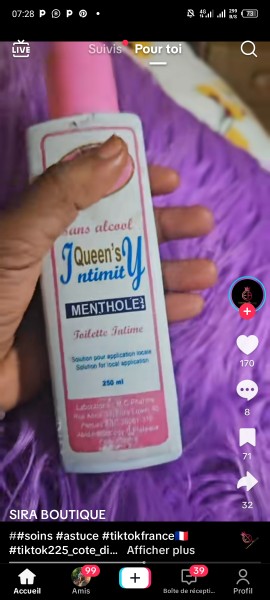 07:28
LIVE
Suivis Pour toi
Sans alcool
Queen's
IntimitY
MENTHOLE
Toilette Intime
Solution pour application locale
Solution for local application
250 ml
170
8
71
32
SIRA BOUTIQUE
##soins #astuce #tiktokfrance🇫🇷
#tiktok225_cote_di... Afficher plus
99
39
Accueil
Amis
Boîte de récepti...
Profil